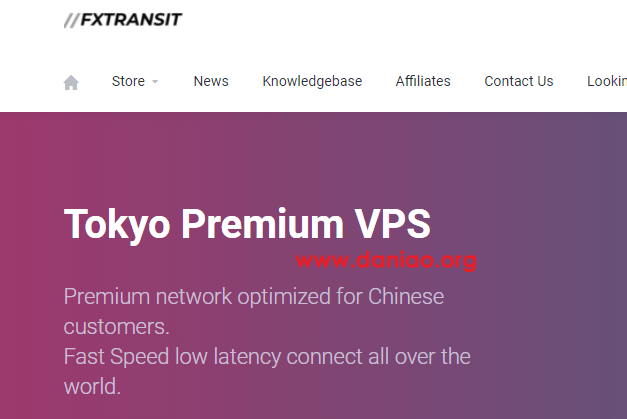 //FXTRANSIT
Store News Knowledgebase Affiliates Contact Us
Tokyo Premium VPS
www.daniao.org
Premium network optimized for Chinese
customers.
Fast Speed low latency connect all over the
world.